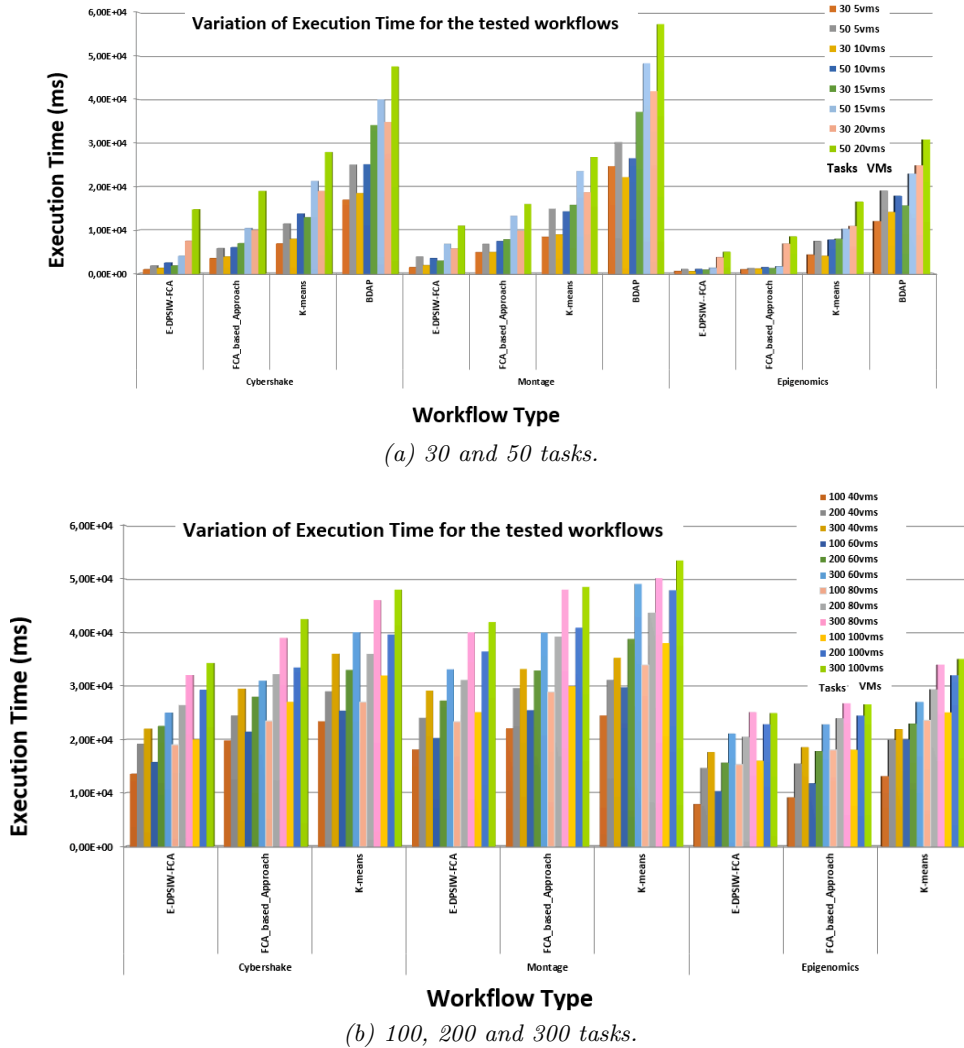 Variation of Execution Time for the tested workflows
Execution Time (ms)
6,00E+04
5,00E+04
4,00E+04
3,00E+04
2,00E+04
1,00E+04
0,00E+00
30 5vms
50 5vms
30 10vms
50 10vms
30 15vms
50 15vms
30 20vms
50 20vms
Tasks VMs
E-DPSIW-FCA
FCA_based_Approach
K-means
BDAP
E-DPSIW-FCA
FCA_based_Approach
K-means
BDAP
E-DPSIW--FCA
FCA_based_Approach
K-means
BDAP
Cybershake
Montage
Epigenomics
Workflow Type
(a) 30 and 50 tasks.
Variation of Execution Time for the tested workflows
Execution Time (ms)
6,00E+04
5,00E+04
4,00E+04
3,00E+04
2,00E+04
1,00E+04
0,00E+00
100 40vms
200 40vms
300 40vms
100 60vms
200 60vms
300 60vms
100 80vms
200 80vms
300 80vms
100 100vms
200 100vms
300 100vms
Tasks VMs
E-DPSIW-FCA
FCA_based_Approach
K-means
E-DPSIW-FCA
FCA_based_Approach
K-means
E-DPSIW-FCA
FCA_based_Approach
K-means
Cybershake
Montage
Epigenomics
Workflow Type
(b) 100, 200 and 300 tasks.